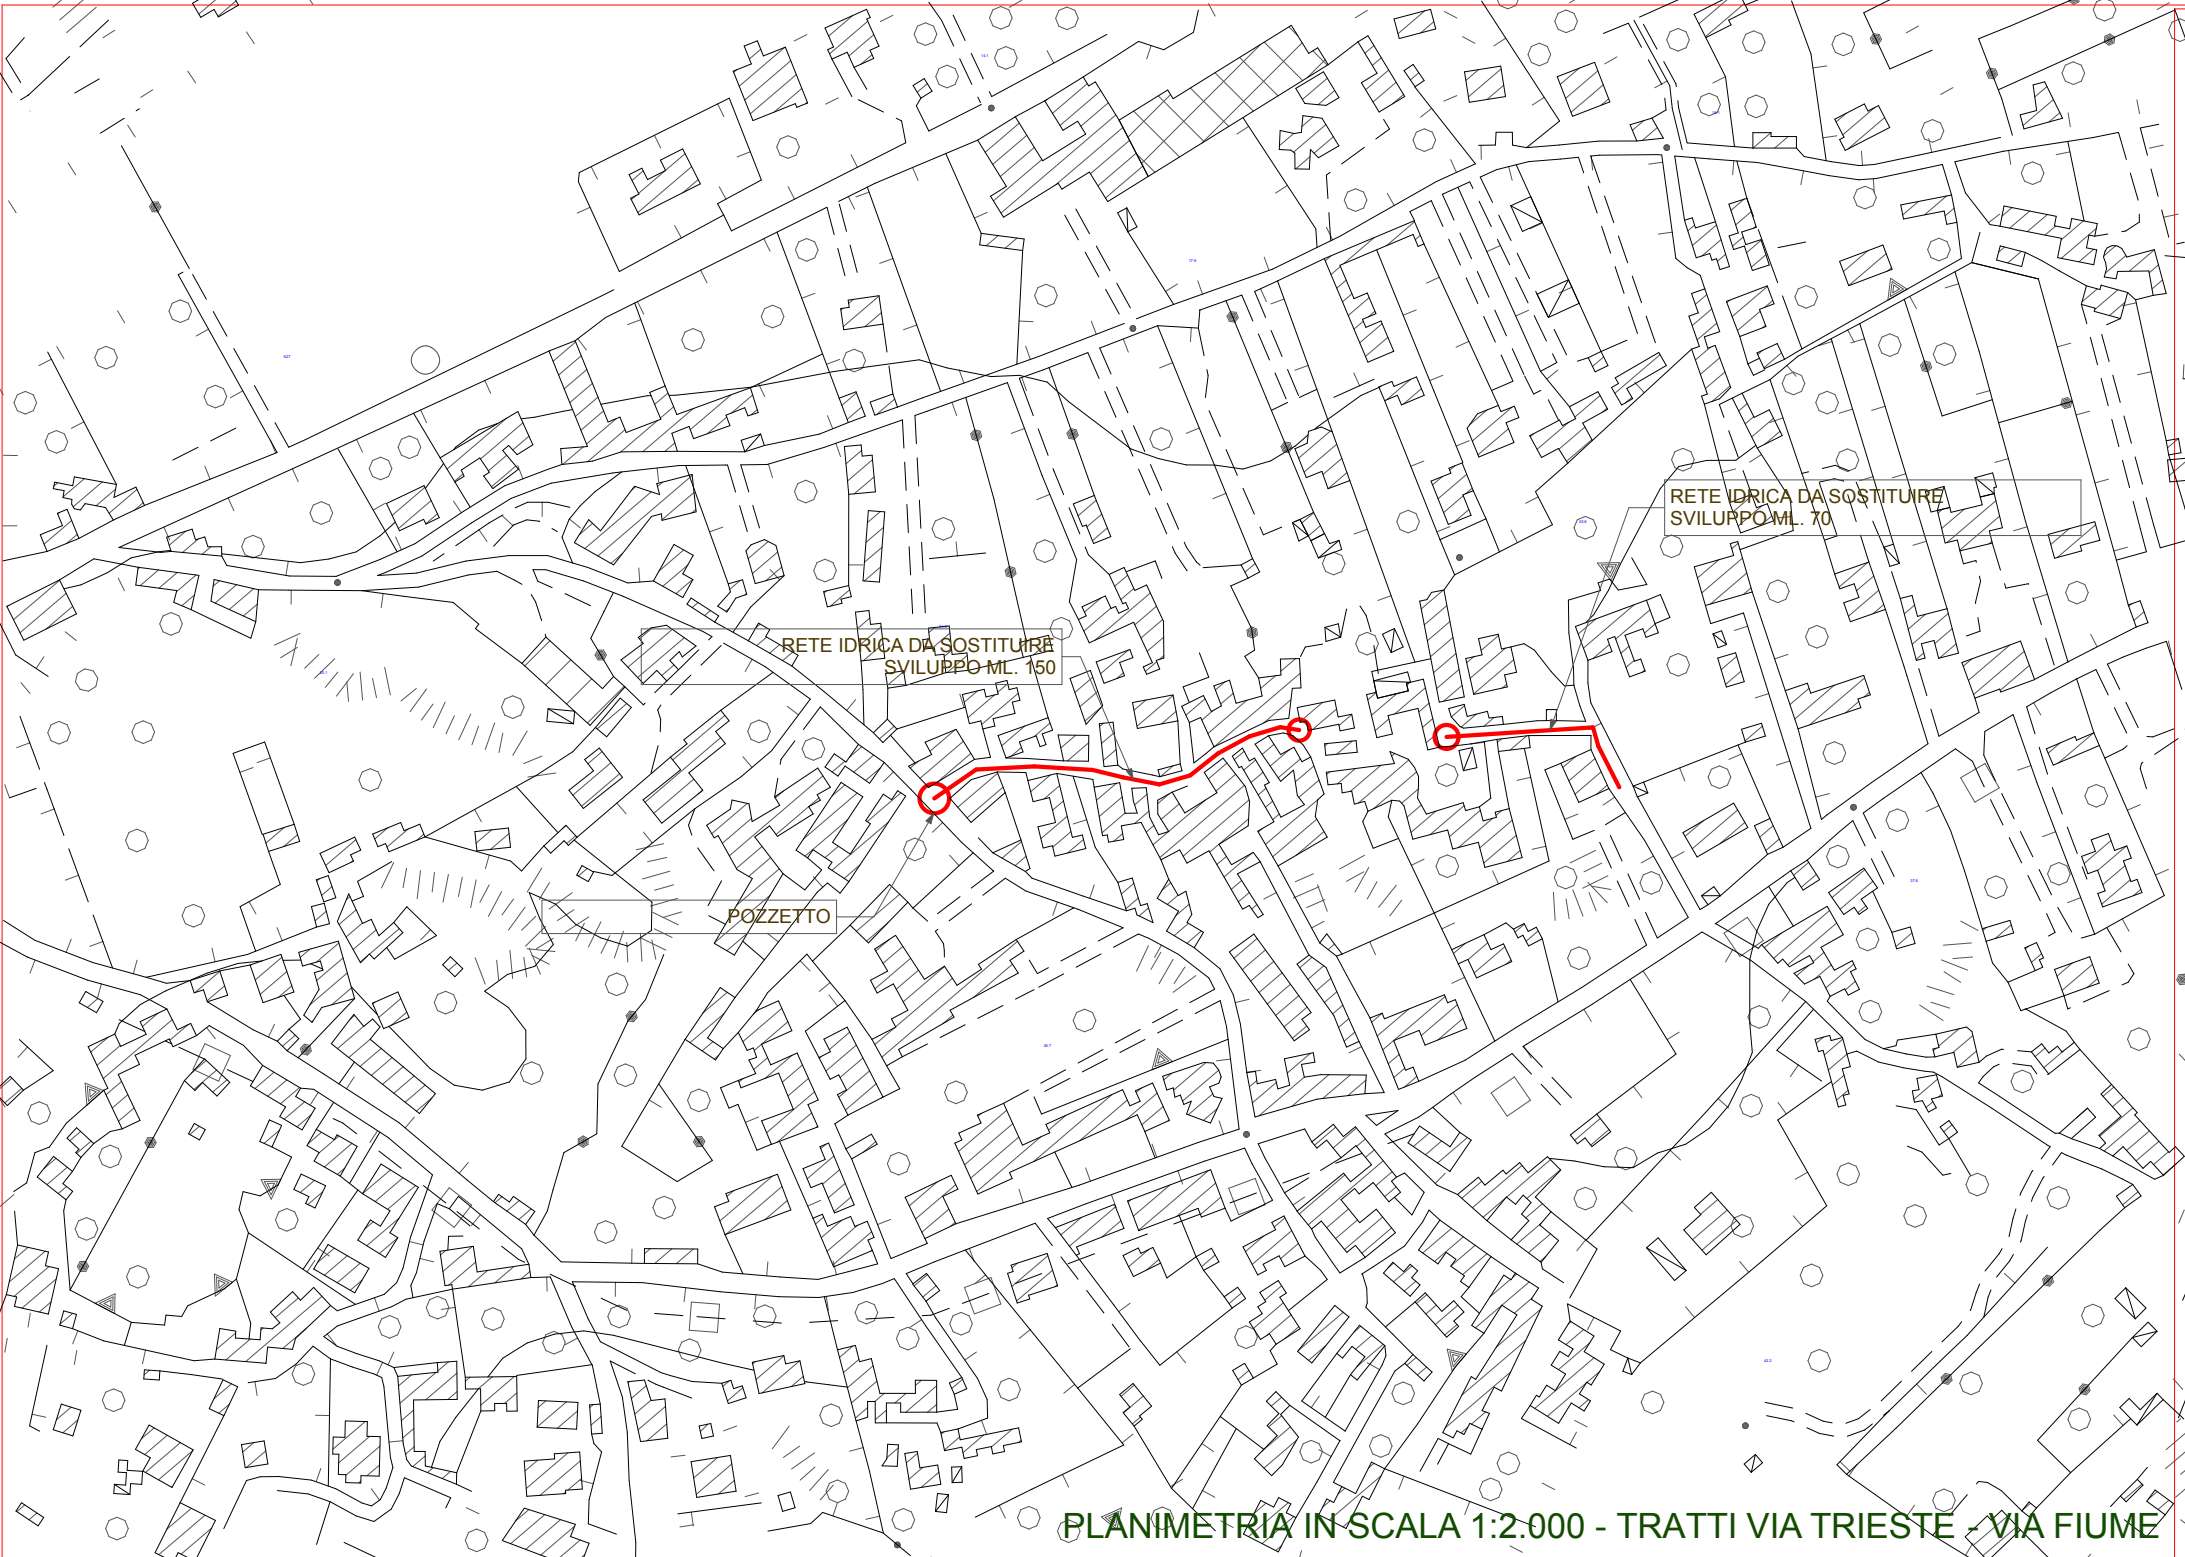 RETE IDRICA DA SOSTITUIRE
SVILUPPO ML. 70
RETE IDRICA DA SOSTITUIRE
SVILUPPO ML. 150
POZZETTO
PLANIMETRIA IN SCALA 1:2.000 - TRATTI VIA TRIESTE - VIA FIUME